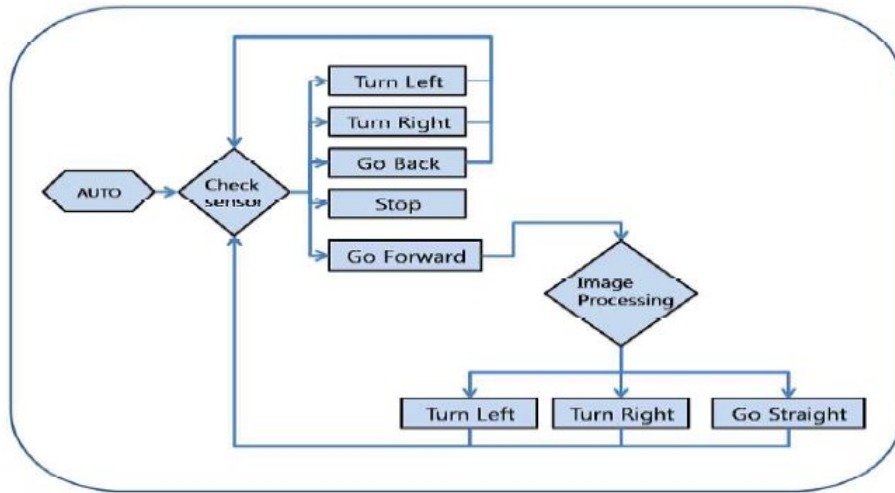 Turn Left
Turn Right
Go Back
Stop
Go Forward
AUTO
Check
sensor
Image
Processing
Turn Left
Turn Right
Go Straight